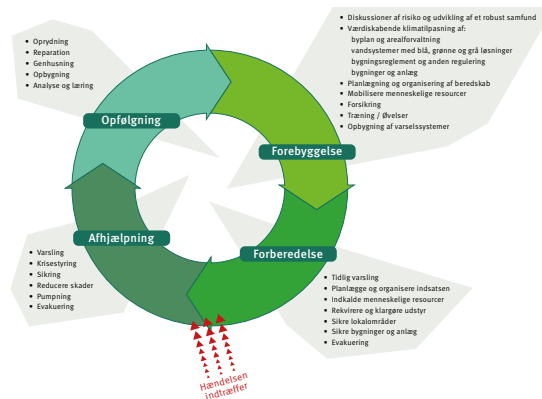 • Oprydning
• Reparation
• Genhusning
• Opbygning
• Analyse og læring
Opfølgning
• Diskussioner af risiko og udvikling af et robust samfund
• Værdiskabende klimatilpasning af:
byplan og arealforvaltning
vandsystemer med blå, grønne og grå løsninger
bygningsreglement og anden regulering
bygninger og anlæg
• Planlægning og organisering af beredskab
• Mobilisere menneskelige resourcer
• Forsikring
• Træning / Øvelser
• Opbygning af varselssystemer
Forebyggelse
Afhjælpning
• Varsling
• Krisestyring
• Sikring
• Reducere skader
• Pumpning
• Evakuering
Forberedelse
• Tidlig varsling
• Planlægge og organisere indsatsen
• Indkalde menneskelige resourcer
• Rekvirere og klargøre udstyr
• Sikre lokalområder
• Sikre bygninger og anlæg
• Evakuering
Hændelsen
indtræffer